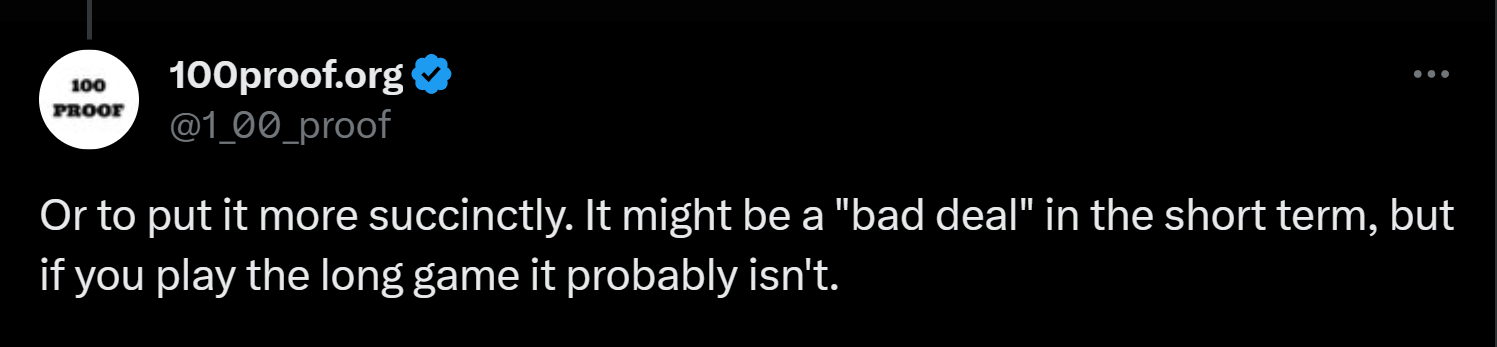 100
PROOF
100proof.org
@1_00_proof
Or to put it more succinctly. It might be a "bad deal" in the short term, but
if you play the long game it probably isn't.